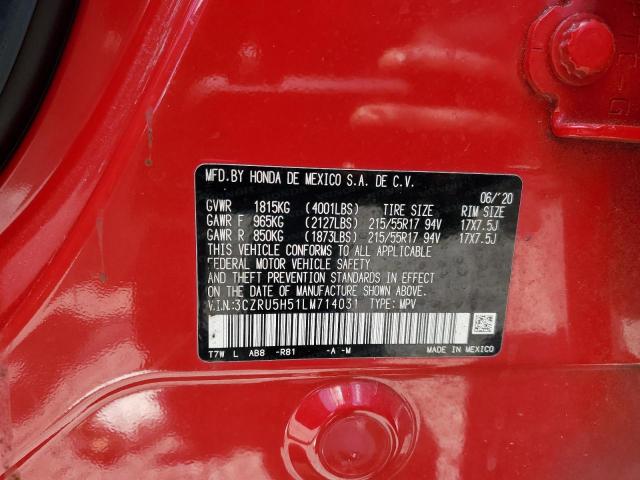 MFD.BY HONDA DE MEXICO S.A. DE C.V.
06/'20
GVWR 1815KG (4001LBS) TIRE SIZE RIM SIZE
GAWR F 965KG (2127LBS) 215/55R17 94V 17X7.5J
GAWR R 850KG (1873LBS) 215/55R17 94V 17X7.5J
THIS VEHICLE CONFORMS TO ALL APPLICABLE
FEDERAL MOTOR VEHICLE SAFETY
AND THEFT PREVENTION STANDARDS IN EFFECT
ON THE DATE OF MANUFACTURE SHOWN ABOVE.
V.I.N.:3CZRU5H51LM714031 TYPE: MPV
T7W L AB8 -R81 -A -M MADE IN MEXICO